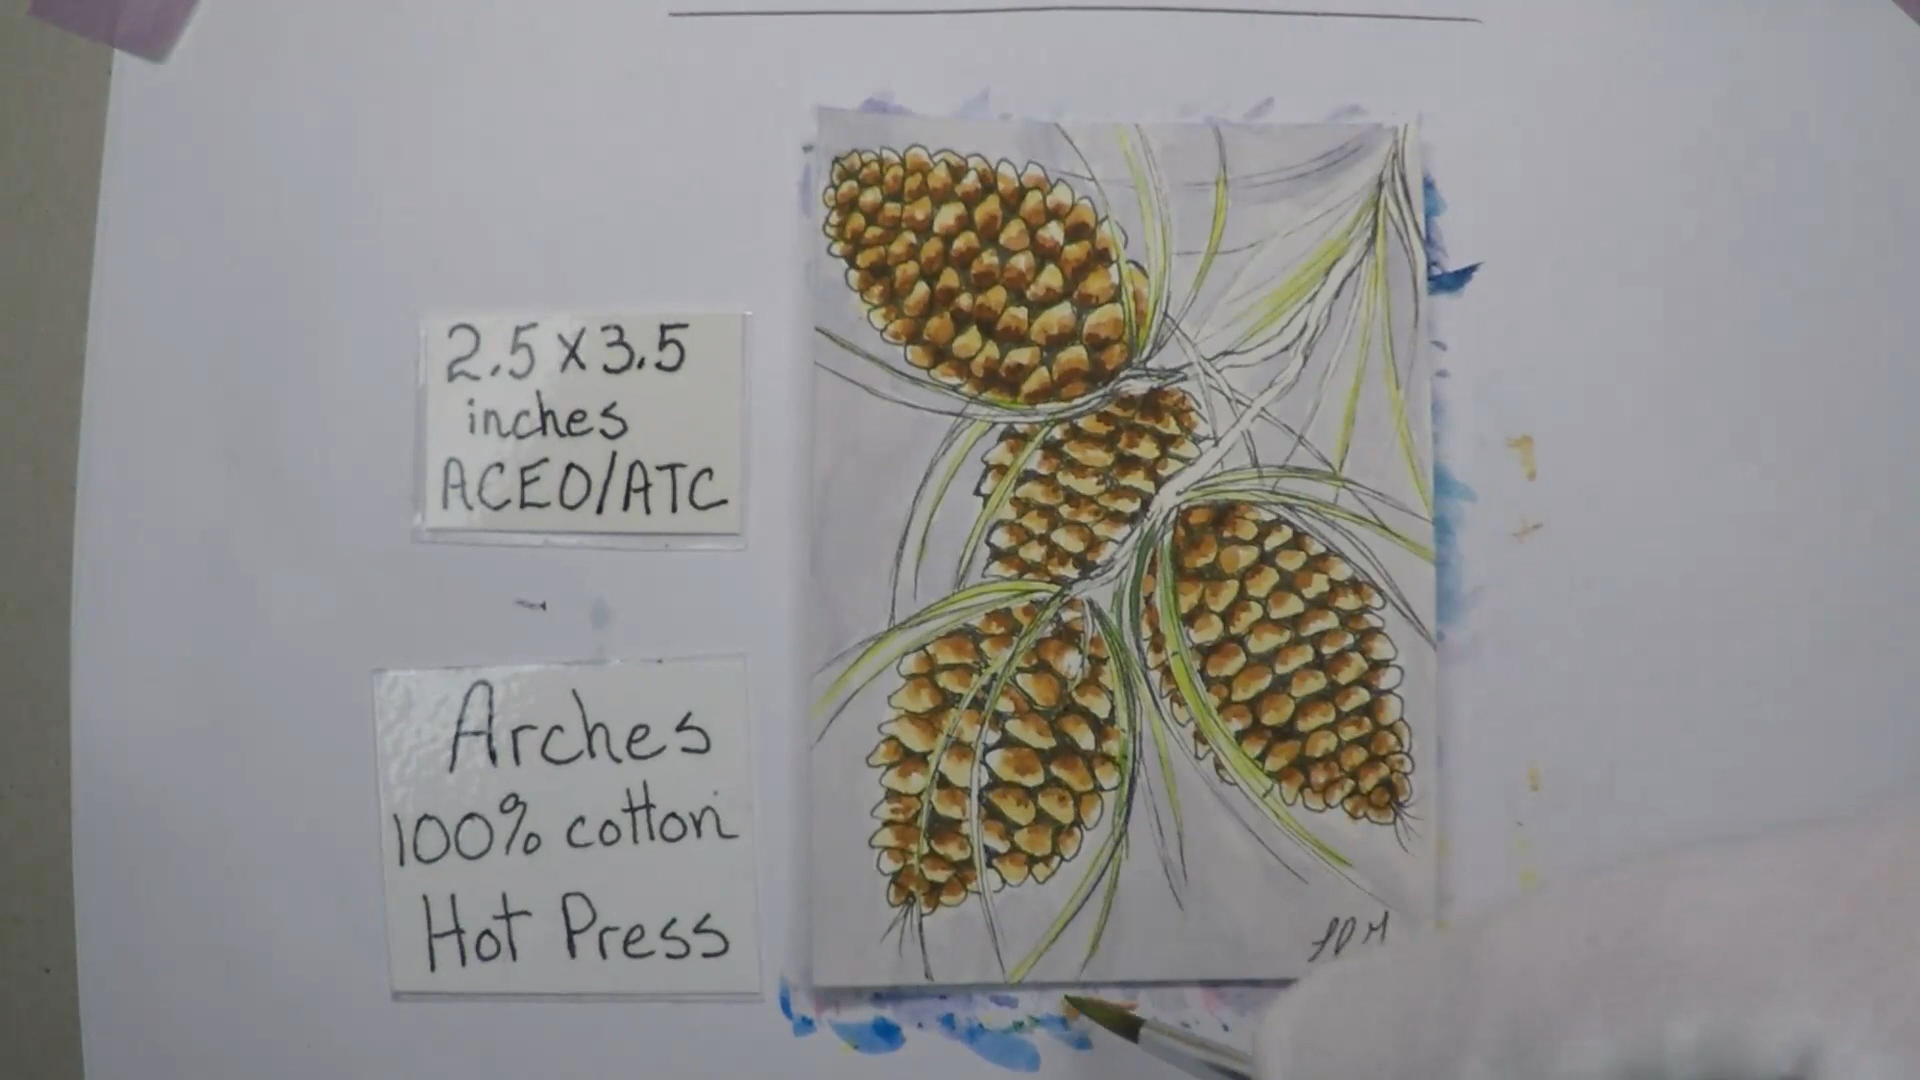 2.5 x 3.5
inches
ACEO/ATC
Arches
100% cotton
Hot Press